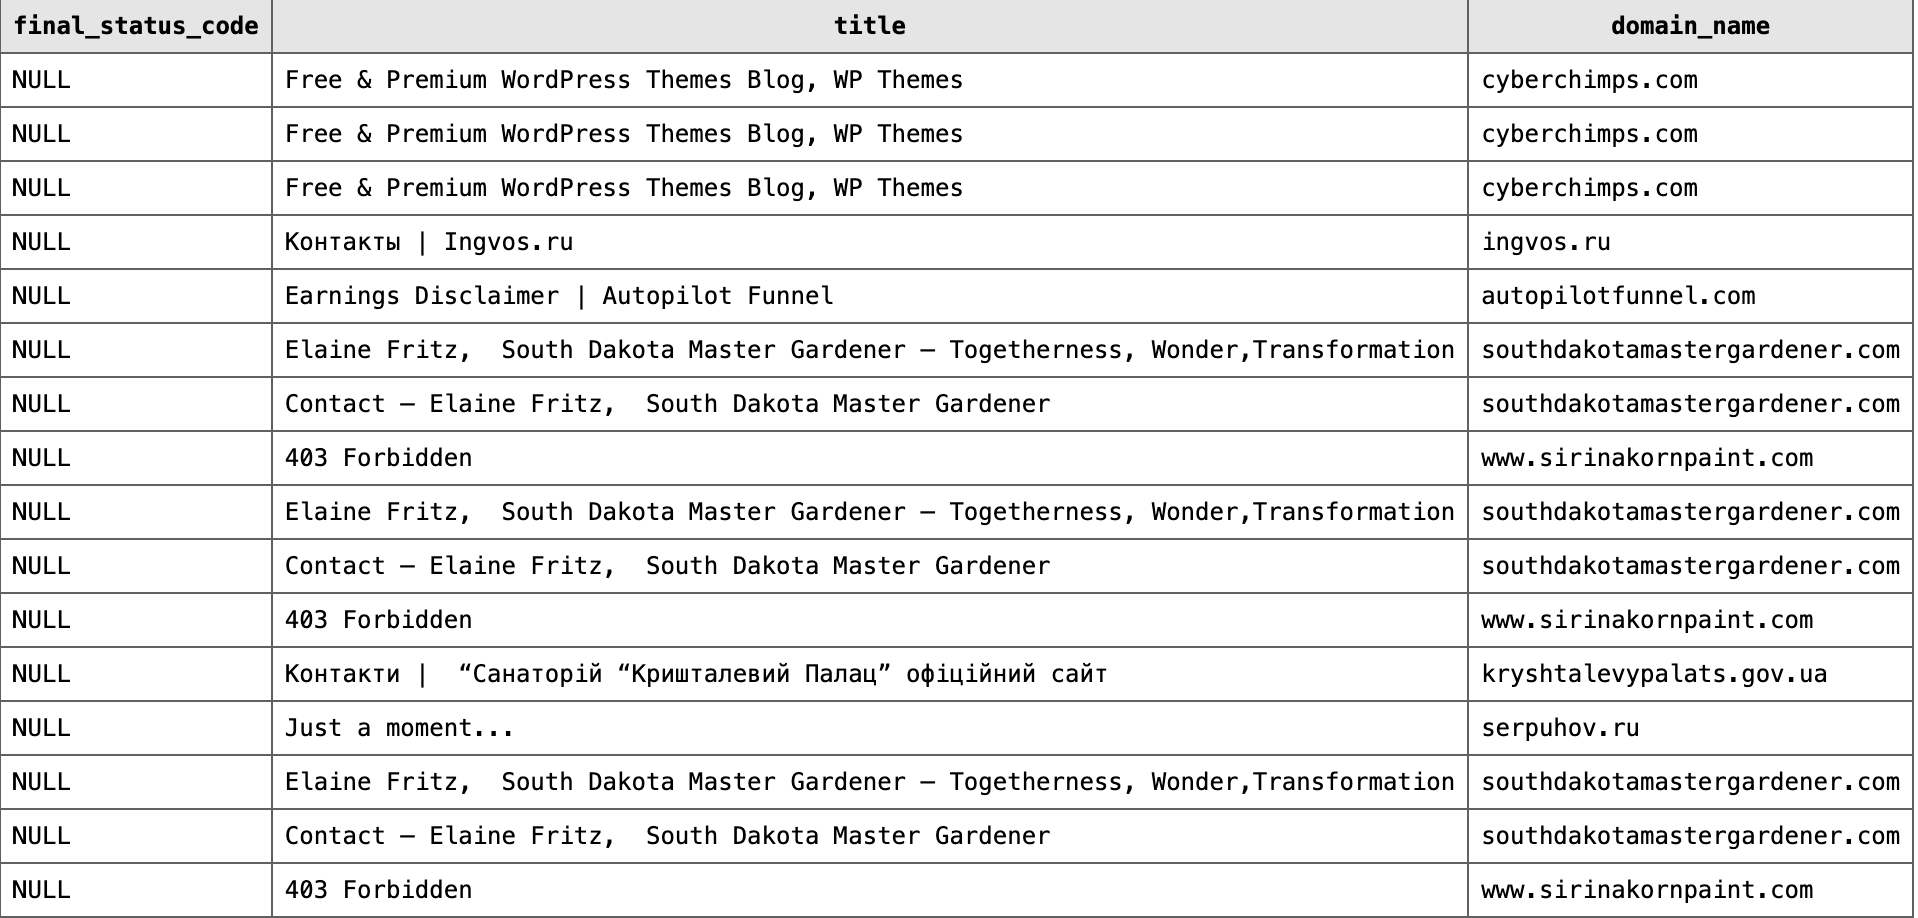 final_status_code title domain_name
NULL Free & Premium WordPress Themes Blog, WP Themes cyberchimps.com
NULL Free & Premium WordPress Themes Blog, WP Themes cyberchimps.com
NULL Free & Premium WordPress Themes Blog, WP Themes cyberchimps.com
NULL Контакты | Ingvos.ru ingvos.ru
NULL Earnings Disclaimer | Autopilot Funnel autopilotfunnel.com
NULL Elaine Fritz,  South Dakota Master Gardener – Togetherness, Wonder,Transformation southdakotamastergardener.com
NULL Contact – Elaine Fritz,  South Dakota Master Gardener southdakotamastergardener.com
NULL 403 Forbidden www.sirinakornpaint.com
NULL Elaine Fritz,  South Dakota Master Gardener – Togetherness, Wonder,Transformation southdakotamastergardener.com
NULL Contact – Elaine Fritz,  South Dakota Master Gardener southdakotamastergardener.com
NULL 403 Forbidden www.sirinakornpaint.com
NULL Контакти |  “Санаторій “Кришталевий Палац” офіційний сайт kryshtalevypalats.gov.ua
NULL Just a moment... serpuhov.ru
NULL Elaine Fritz,  South Dakota Master Gardener – Togetherness, Wonder,Transformation southdakotamastergardener.com
NULL Contact – Elaine Fritz,  South Dakota Master Gardener southdakotamastergardener.com
NULL 403 Forbidden www.sirinakornpaint.com